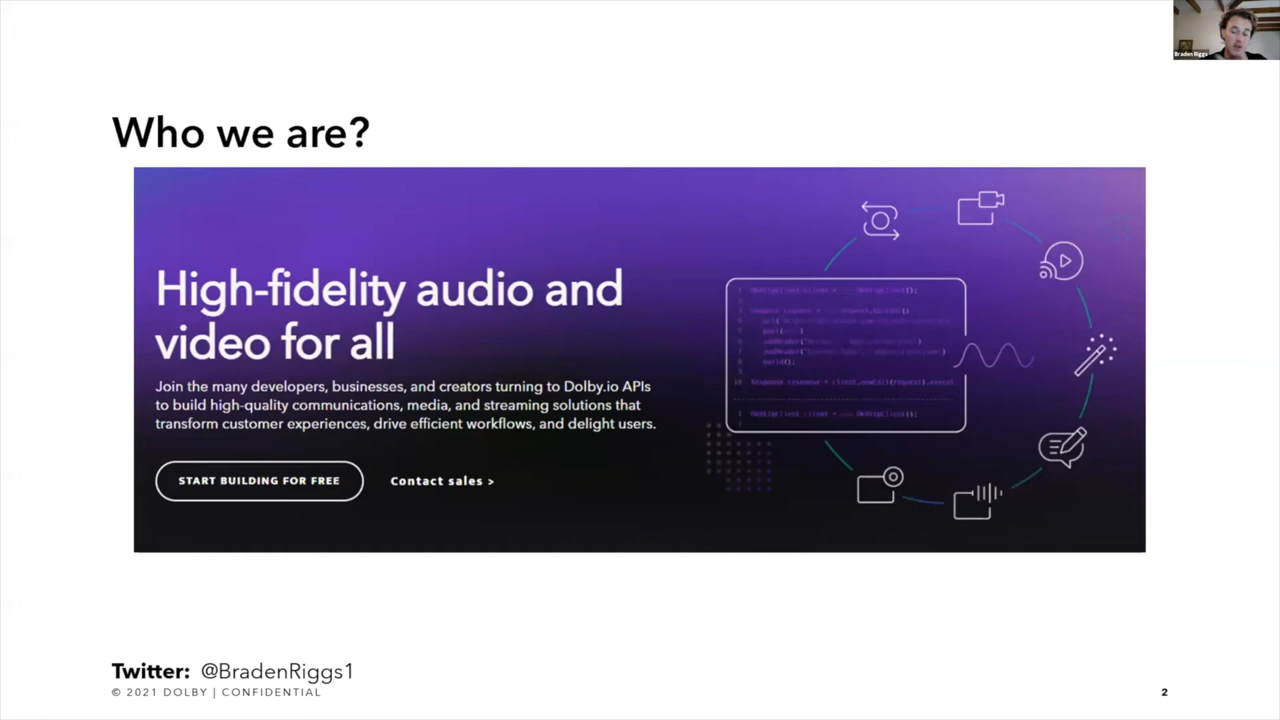 Braden Riggs
Who we are?
High-fidelity audio and
video for all
Join the many developers, businesses, and creators turning to Dolby.io APIs
to build high-quality communications, media, and streaming solutions that
transform customer experiences, drive efficient workflows, and delight users.
START BUILDING FOR FREE
Contact sales >
Twitter: @BradenRiggs1
© 2021 DOLBY | CONFIDENTIAL
2